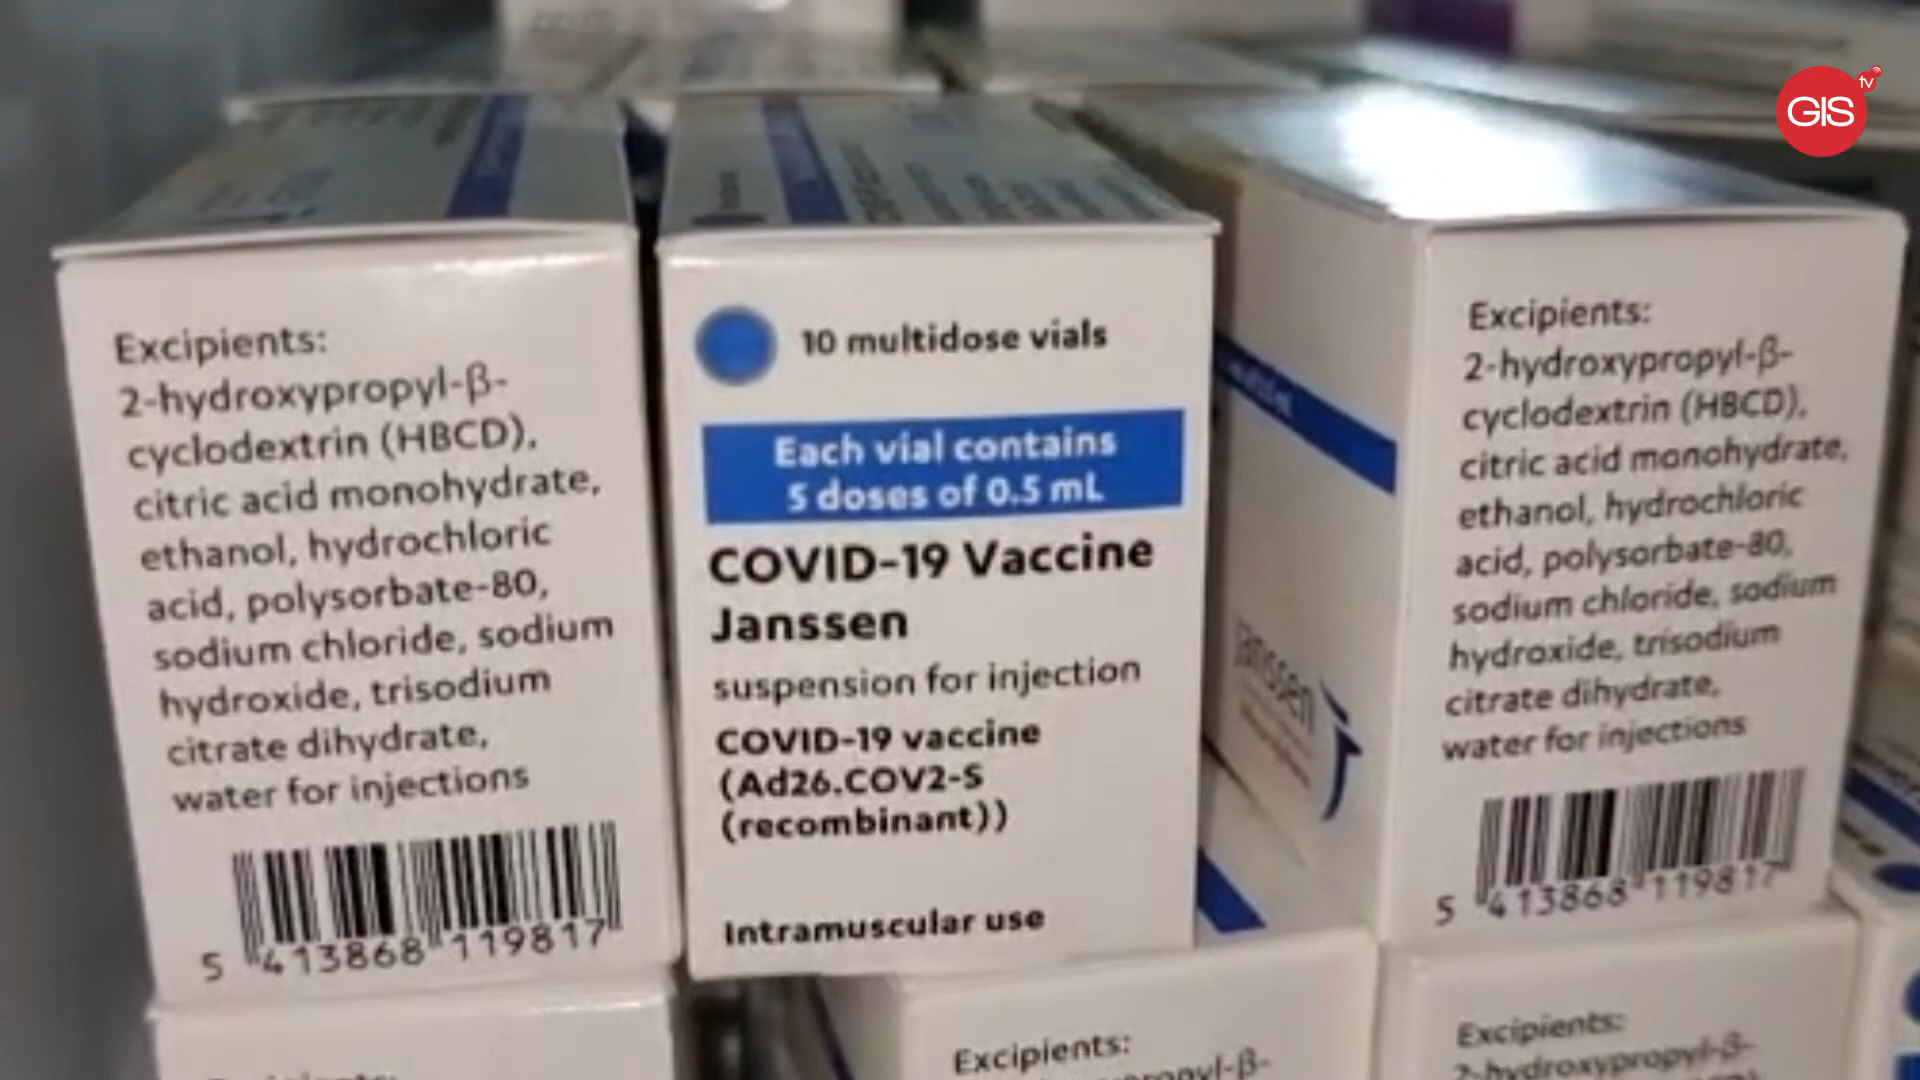 GIS tv
Excipients:
2-hydroxypropyl-β-
cyclodextrin (HBCD),
citric acid monohydrate,
ethanol, hydrochloric
acid, polysorbate-80,
sodium chloride, sodium
hydroxide, trisodium
citrate dihydrate,
water for injections
5 413868 119817
10 multidose vials
Each vial contains
5 doses of 0.5 mL
COVID-19 Vaccine
Janssen
suspension for injection
COVID-19 vaccine
(Ad26.COV2-S
(recombinant))
Intramuscular use
janssen
Excipients:
2-hydroxypropyl-β-
cyclodextrin (HBCD),
citric acid monohydrate,
ethanol, hydrochloric
acid, polysorbate-80,
sodium chloride, sodium
hydroxide, trisodium
citrate dihydrate,
water for injections
5 413868 119817
Excipients:
Excipients:
2-hydroxypropyl-β-